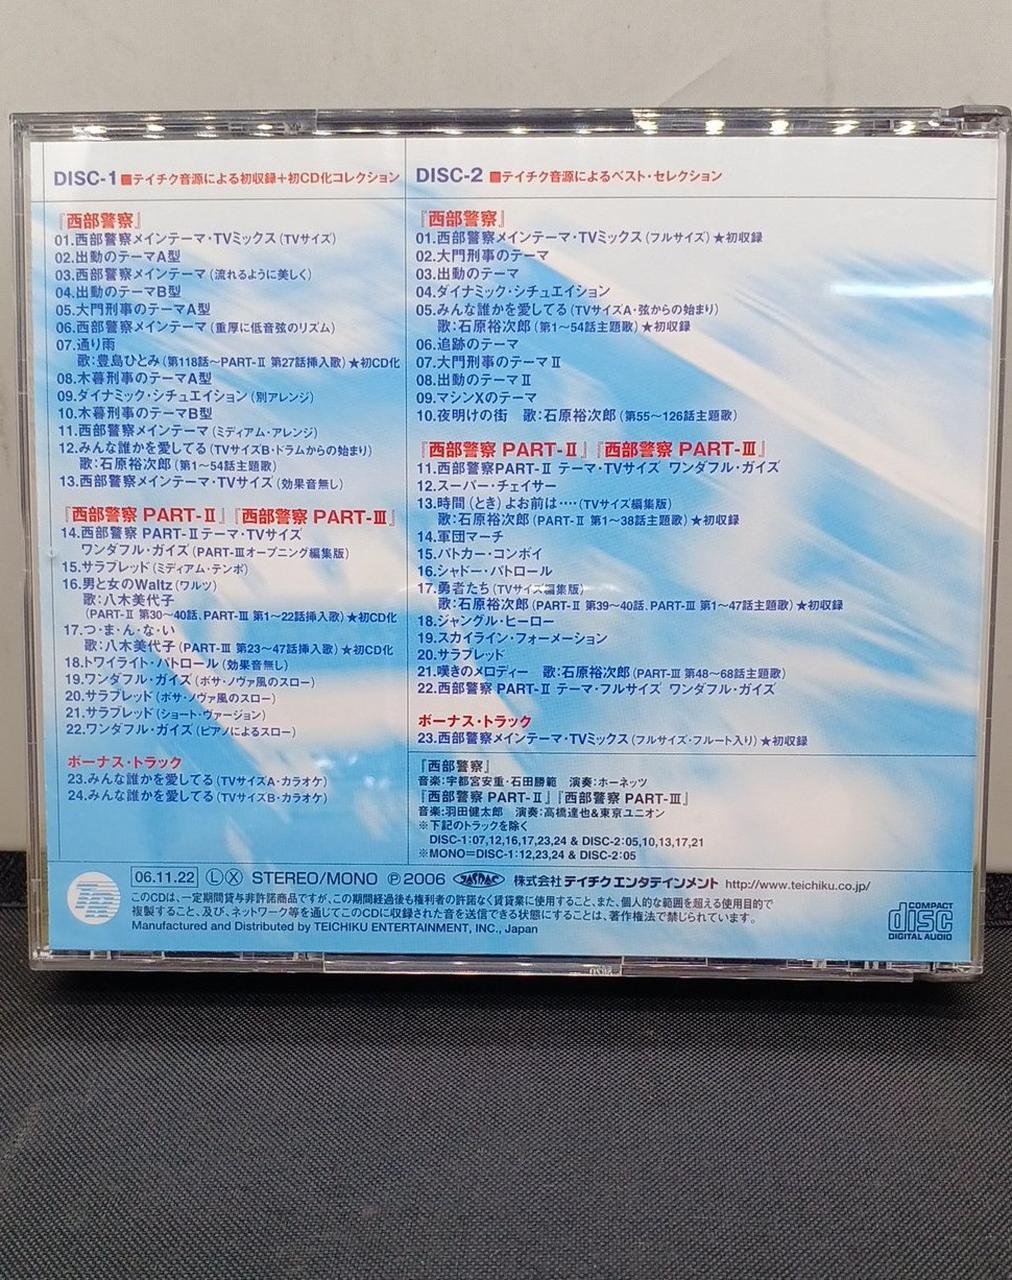 DISC-1 ■テイチク音源による初収録+初CD化コレクション
『西部警察』
01.西部警察メインテーマ・TVミックス(TVサイズ)
02.出動のテーマA型
03.西部警察メインテーマ(流れるように美しく)
04.出動のテーマB型
05.大門刑事のテーマA型
06.西部警察メインテーマ(重厚に低音弦のリズム)
07.通り雨
歌:豊島ひとみ(第118話〜PART-Ⅱ 第27話挿入歌)★初CD化
08.木暮刑事のテーマA型
09.ダイナミック・シチュエイション(別アレンジ)
10.木暮刑事のテーマB型
11.西部警察メインテーマ(ミディアム・アレンジ)
12.みんな誰かを愛してる(TVサイズB・ドラムからの始まり)
歌:石原裕次郎(第1〜54話主題歌)
13.西部警察メインテーマ・TVサイズ(効果音無し)
『西部警察 PART-Ⅱ』『西部警察 PART-Ⅲ』
14.西部警察 PART-Ⅱテーマ・TVサイズ
ワンダフル・ガイズ(PART-Ⅲオープニング編集版)
15.サラブレッド(ミディアム・テンポ)
16.男と女のWaltz(ワルツ)
歌:八木美代子
(PART-Ⅱ 第30〜40話、PART-Ⅲ 第1〜22話挿入歌)★初CD化
17.つ・ま・ん・な・い
歌:八木美代子(PART-Ⅲ 第23〜47話挿入歌)★初CD化
18.トワイライト・パトロール(効果音無し)
19.ワンダフル・ガイズ(ボサ・ノヴァ風のスロー)
20.サラブレッド(ボサ・ノヴァ風のスロー)
21.サラブレッド(ショート・ヴァージョン)
22.ワンダフル・ガイズ(ピアノによるスロー)
ボーナス・トラック
23.みんな誰かを愛してる(TVサイズA・カラオケ)
24.みんな誰かを愛してる(TVサイズB・カラオケ)
DISC-2 ■テイチク音源によるベスト・セレクション
『西部警察』
01.西部警察メインテーマ・TVミックス(フルサイズ)★初収録
02.大門刑事のテーマ
03.出動のテーマ
04.ダイナミック・シチュエイション
05.みんな誰かを愛してる(TVサイズA・弦からの始まり)
歌:石原裕次郎(第1〜54話主題歌)★初収録
06.追跡のテーマ
07.大門刑事のテーマⅡ
08.出動のテーマⅡ
09.マシンXのテーマ
10.夜明けの街 歌:石原裕次郎(第55〜126話主題歌)
『西部警察 PART-Ⅱ』『西部警察 PART-Ⅲ』
11.西部警察PART-Ⅱ テーマ・TVサイズ ワンダフル・ガイズ
12.スーパー・チェイサー
13.時間(とき)よお前は‥‥(TVサイズ編集版)
歌:石原裕次郎(PART-Ⅱ 第1〜38話主題歌)★初収録
14.軍団マーチ
15.パトカー・コンボイ
16.シャドー・パトロール
17.勇者たち(TVサイズ編集版)
歌:石原裕次郎(PART-Ⅱ 第39〜40話、PART-Ⅲ 第1〜47話主題歌)★初収録
18.ジャングル・ヒーロー
19.スカイライン・フォーメーション
20.サラブレッド
21.嘆きのメロディー 歌:石原裕次郎(PART-Ⅲ 第48〜68話主題歌)
22.西部警察 PART-Ⅱ テーマ・フルサイズ ワンダフル・ガイズ
ボーナス・トラック
23.西部警察メインテーマ・TVミックス(フルサイズ・フルート入り)★初収録
『西部警察』
音楽:宇都宮安重・石田勝範 演奏:ホーネッツ
『西部警察 PART-Ⅱ』『西部警察 PART-Ⅲ』
音楽:羽田健太郎 演奏:高橋達也&東京ユニオン
※下記のトラックを除く
DISC-1:07,12,16,17,23,24 & DISC-2:05,10,13,17,21
※MONO=DISC-1:12,23,24 & DISC-2:05
06.11.22 Ⓛ Ⓧ STEREO/MONO Ⓟ2006 JASRAC 株式会社テイチクエンタテインメント http://www.teichiku.co.jp/
このCDは、一定期間貸与非許諾商品ですが、この期間経過後も権利者の許諾なく賃貸業に使用すること、また、個人的な範囲を超える使用目的で
複製すること、及び、ネットワーク等を通じてこのCDに収録された音を送信できる状態にすることは、著作権法で禁じられています。
Manufactured and Distributed by TEICHIKU ENTERTAINMENT, INC., Japan
COMPACT
disc
DIGITAL AUDIO